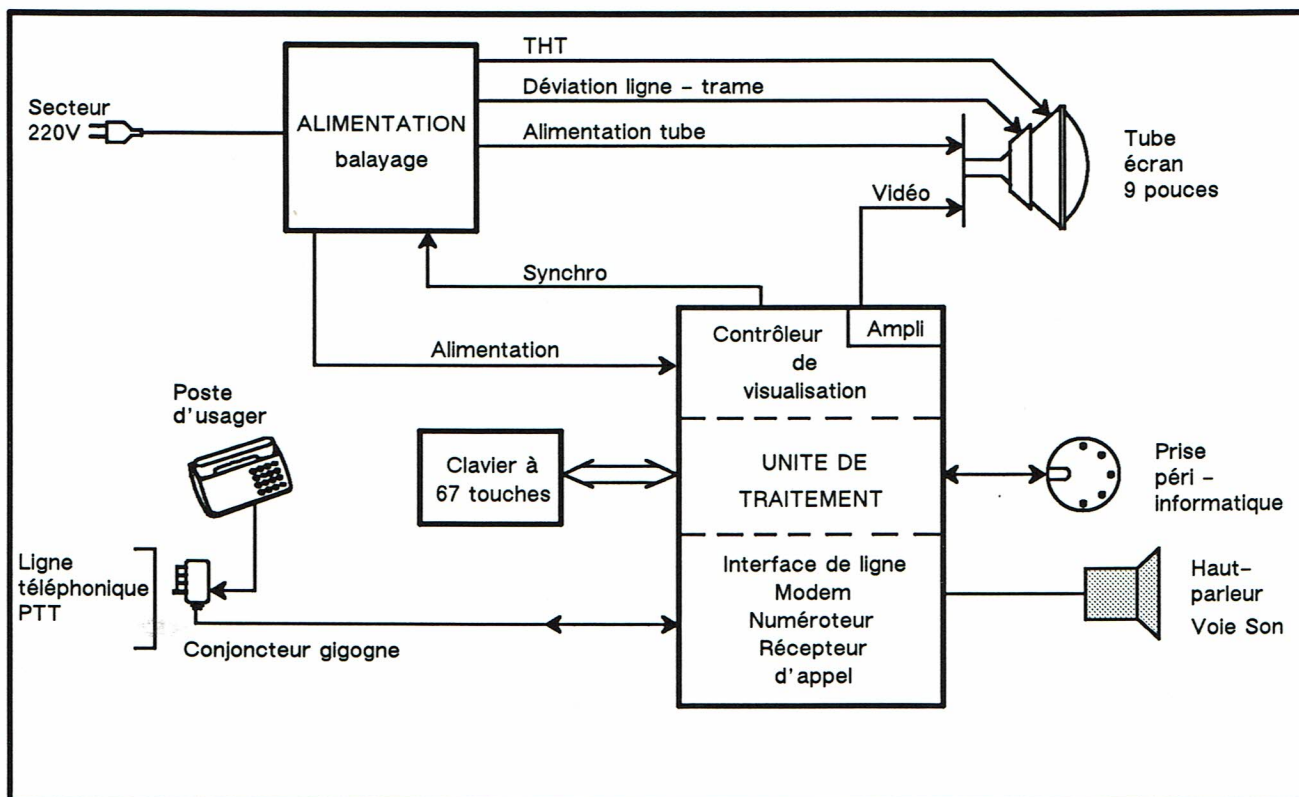 THT
Déviation ligne - trame
Secteur
220V
ALIMENTATION
balayage
Alimentation tube
Tube
écran
9 pouces
Vidéo
Synchro
Alimentation
Contrôleur
de
visualisation
Ampli
Poste
d'usager
Clavier à
67 touches
UNITE DE
TRAITEMENT
Prise
péri -
informatique
Ligne
téléphonique
PTT
Conjoncteur gigogne
Interface de ligne
Modem
Numéroteur
Récepteur
d'appel
Haut-
parleur
Voie Son